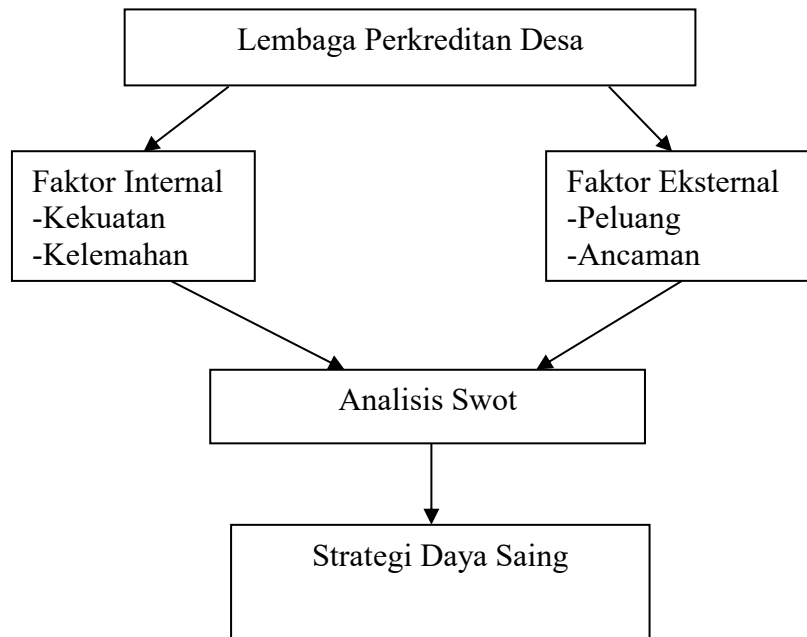 Lembaga Perkreditan Desa
Faktor Internal
-Kekuatan
-Kelemahan
Faktor Eksternal
-Peluang
-Ancaman
Analisis Swot
Strategi Daya Saing